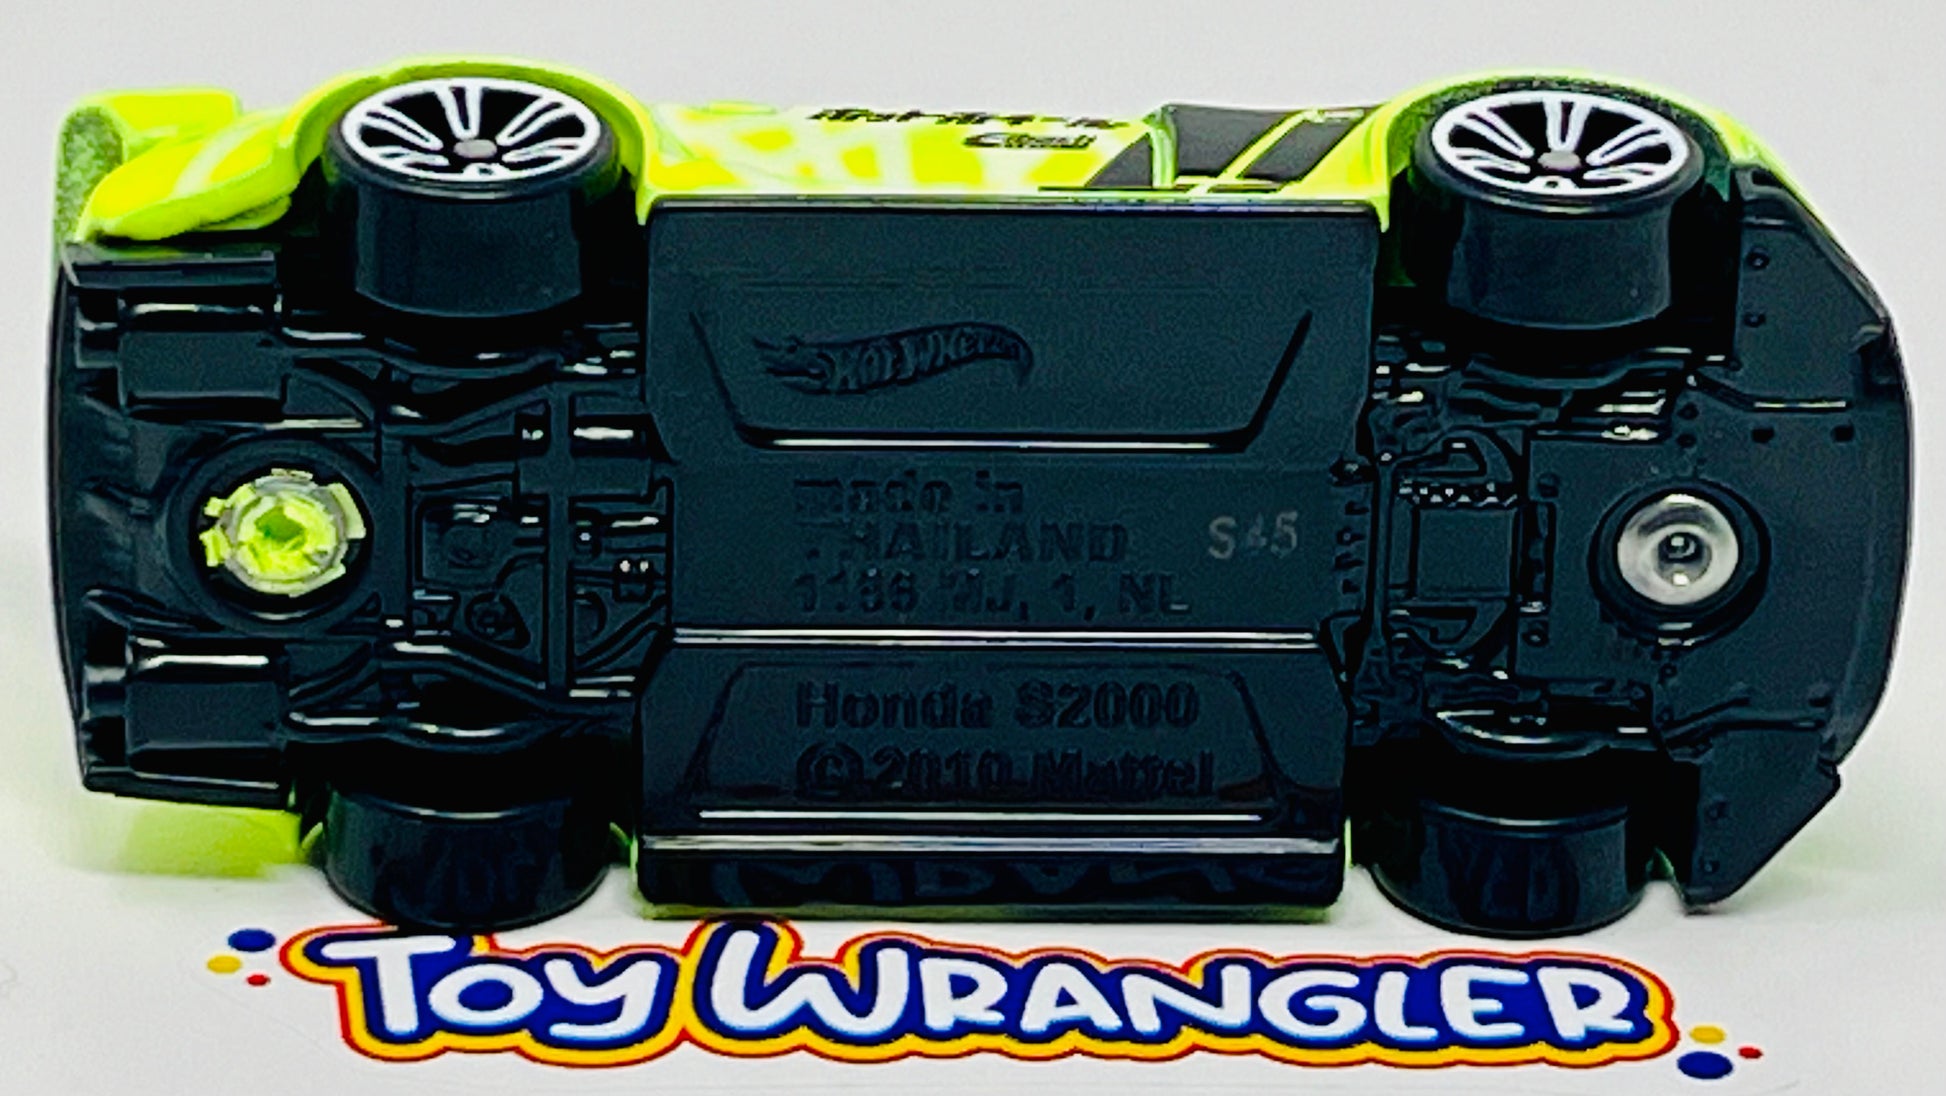 HOT WHEELS
made in
THAILAND
1186 MJ, 1, NL
S45
Honda S2000
©2010 Mattel
TOY WRANGLER